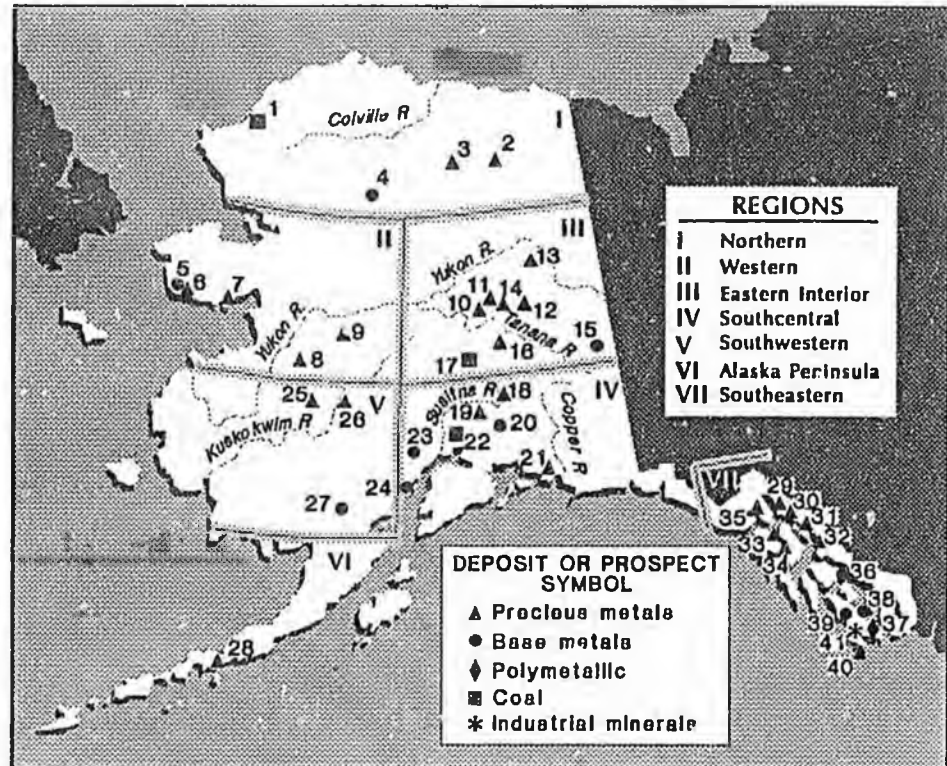 1
Colville R
I
3
2
4
II
III
5
6
7
Yukon R.
13
11
14
10
12
Yukon R.
9
8
Tanana R
15
16
17
25
V
26
Kuskokwim R
Susitna R
18
IV
19
20
Copper R
23
22
21
24
27
VI
28
VII
29
30
31
32
35
33
34
36
38
39
37
41
40
REGIONS
I Northern
II Western
III Eastern Interior
IV Southcentral
V Southwestern
VI Alaska Peninsula
VII Southeastern
DEPOSIT OR PROSPECT
SYMBOL
▲ Precious metals
● Base metals
♦ Polymetallic
■ Coal
* Industrial minerals